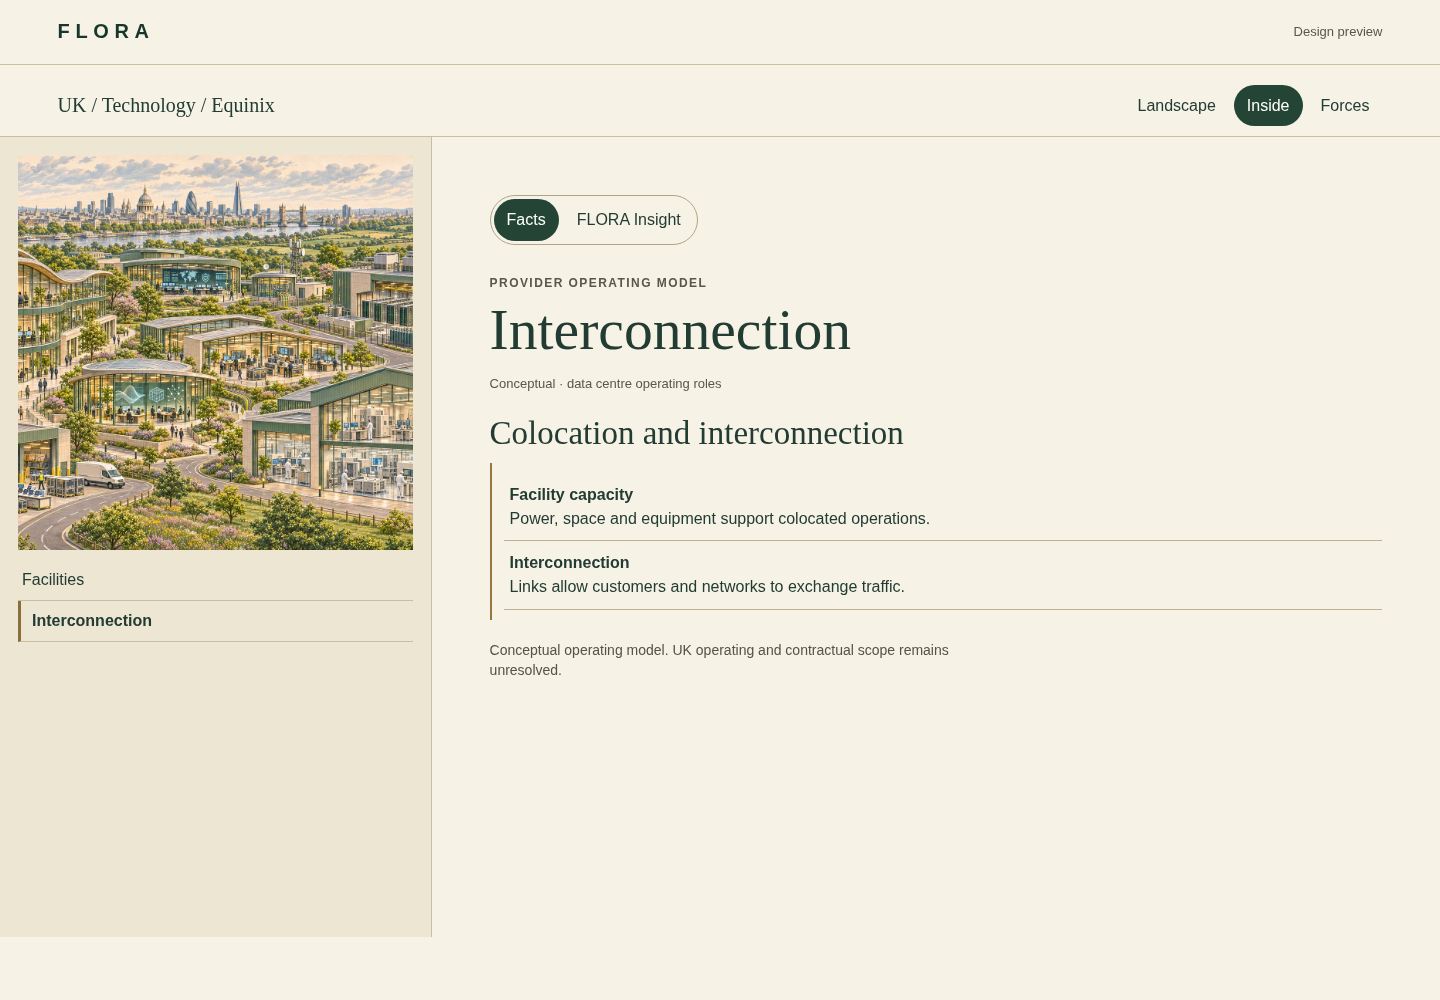 FLORA
Design preview
UK / Technology / Equinix
Landscape
Inside
Forces
Facts
FLORA Insight
PROVIDER OPERATING MODEL
Interconnection
Conceptual · data centre operating roles
Colocation and interconnection
Facility capacity
Power, space and equipment support colocated operations.
Interconnection
Links allow customers and networks to exchange traffic.
Conceptual operating model. UK operating and contractual scope remains
unresolved.
Facilities
Interconnection